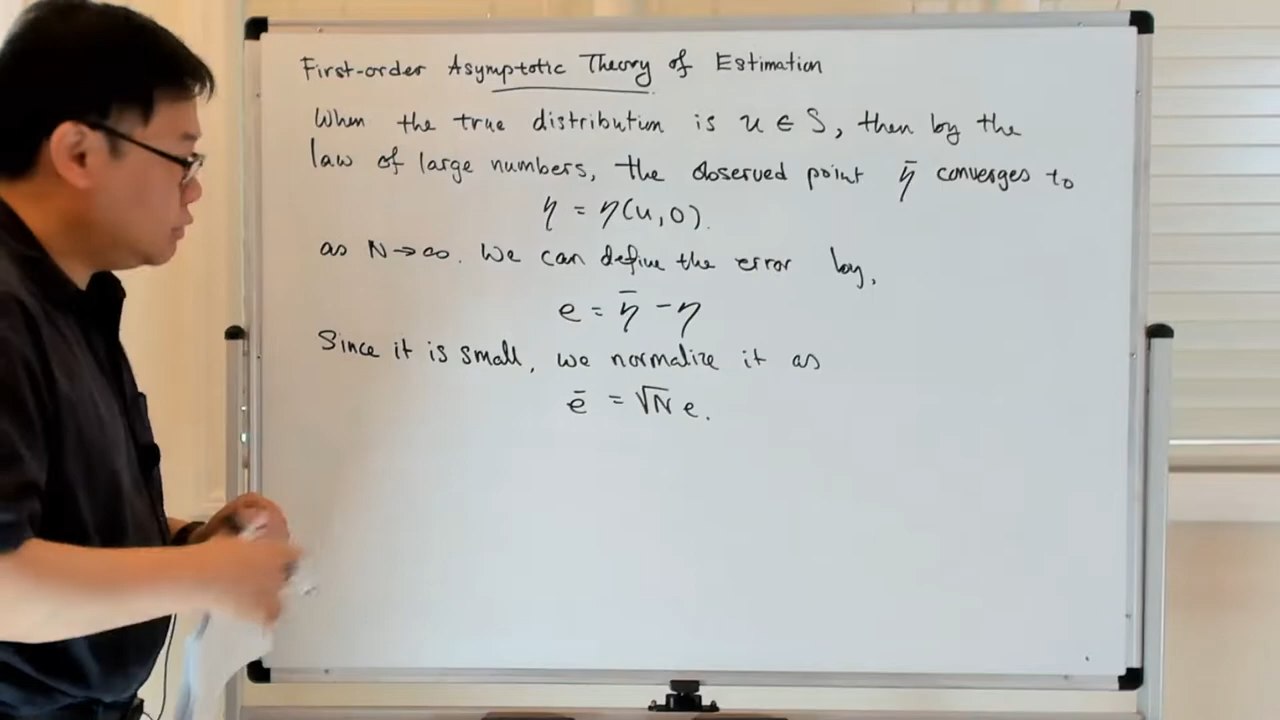 First-order Asymptotic Theory of Estimation
When the true distribution is u ∈ S, then by the
law of large numbers, the observed point η̄ converges to
η = η(u,0).
as N→∞. We can define the error by,
e = η̄ - η
Since it is small, we normalize it as
ē = √N e.